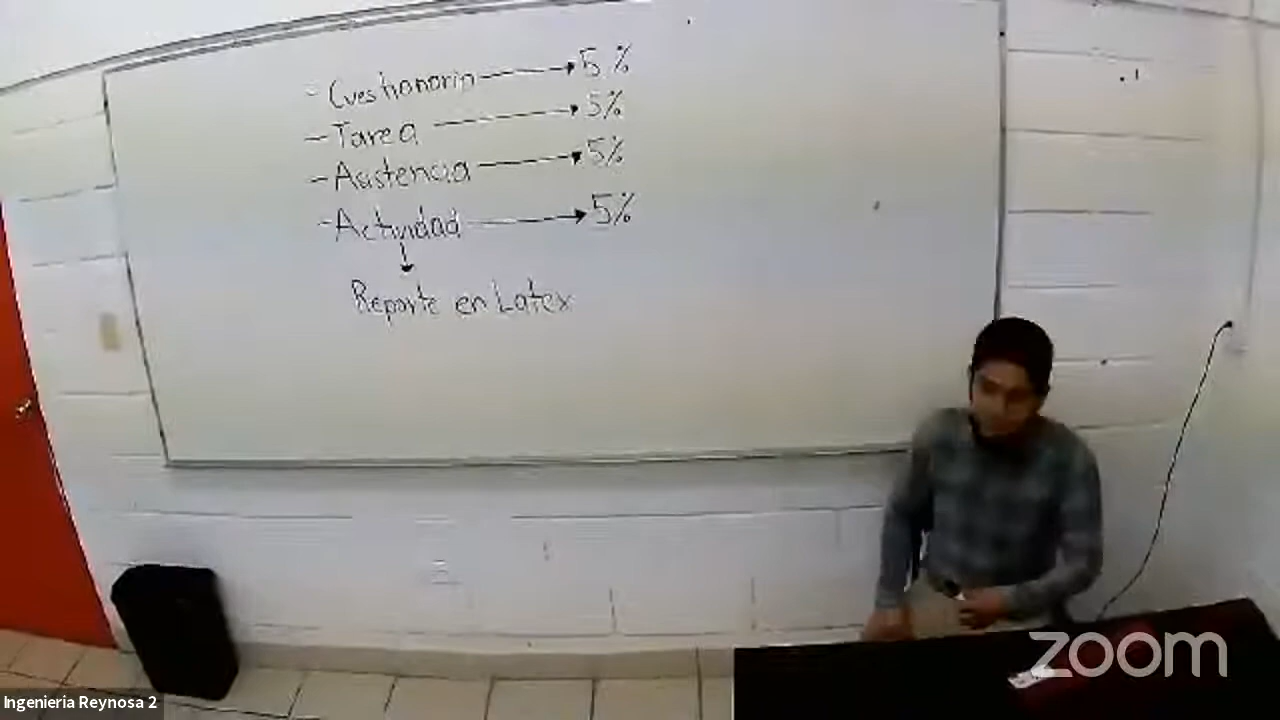 - Cuestionario → 5 %
- Tarea → 5%
- Asistencia → 5%
- Actividad → 5%
↓
Reporte en Latex
zoom
Ingenieria Reynosa 2